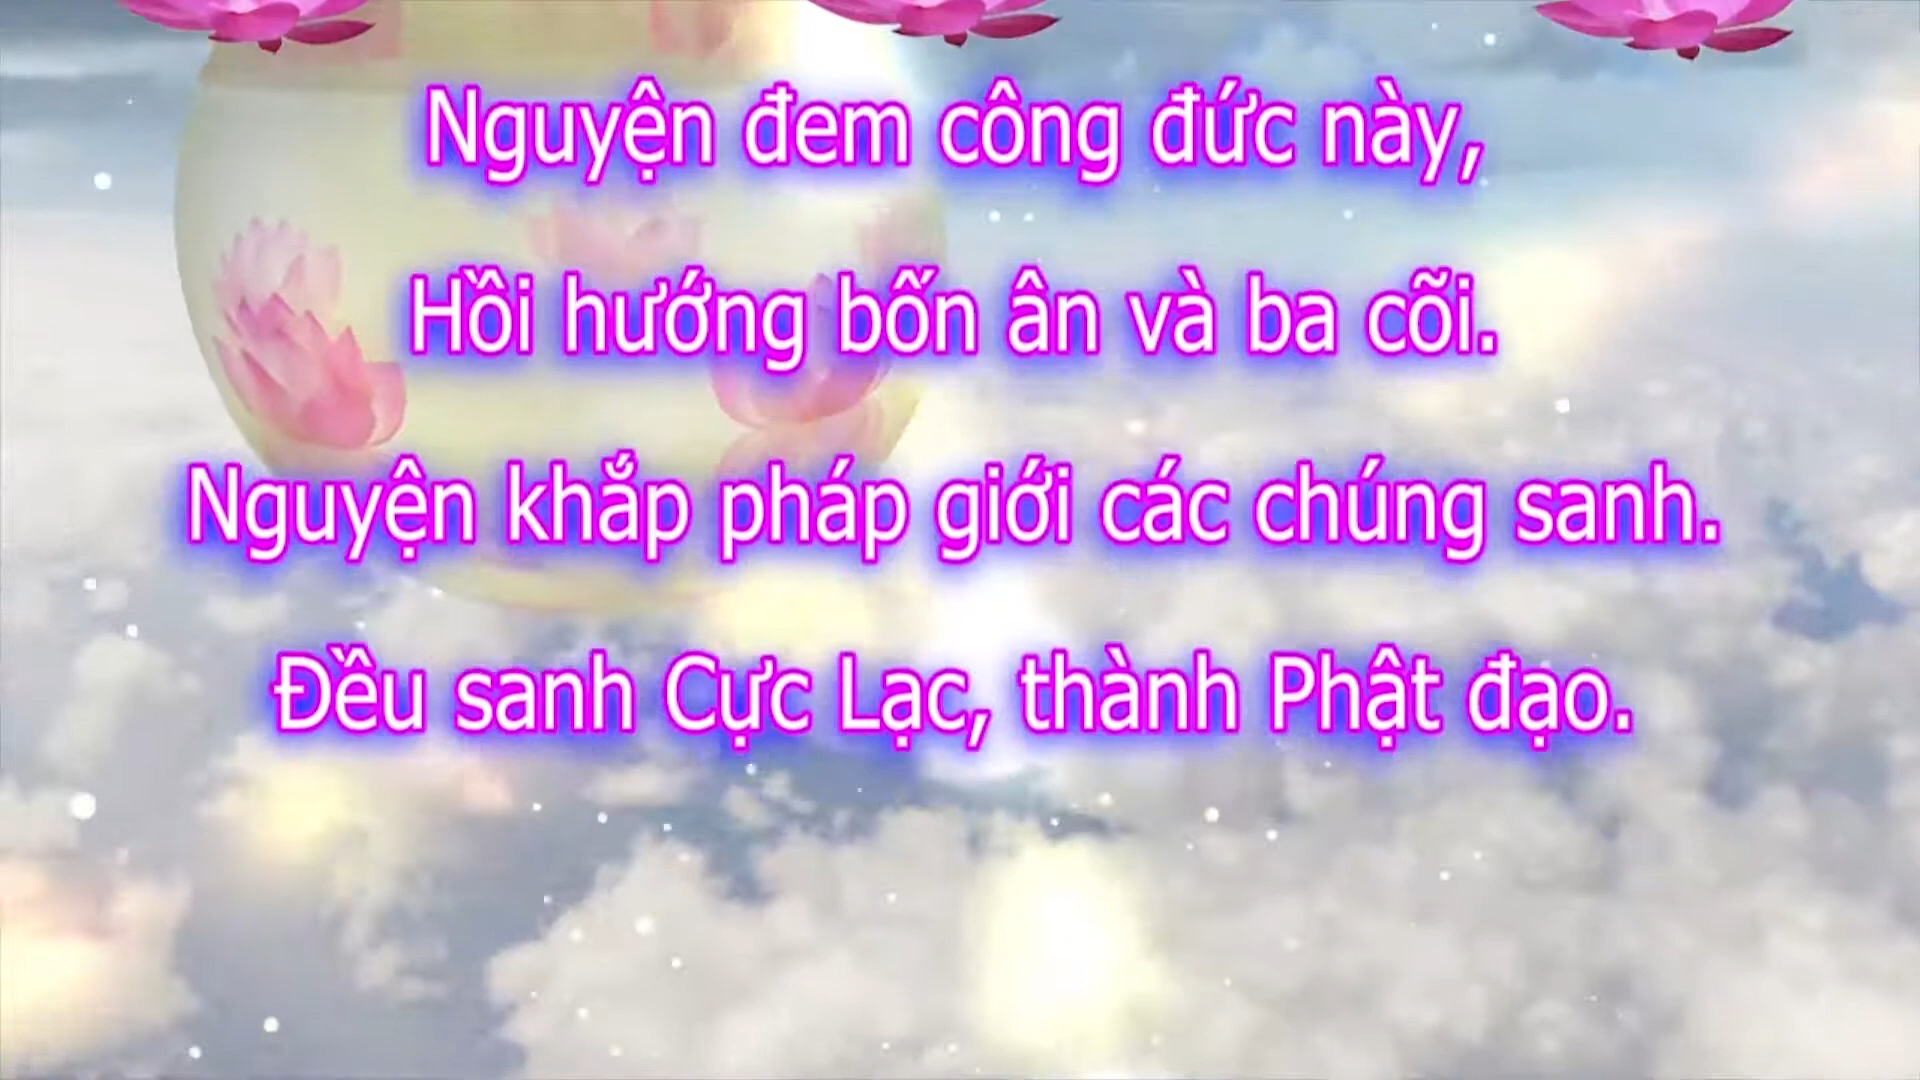 Nguyện đem công đức này,
Hồi hướng bốn ân và ba cõi.
Nguyện khắp pháp giới các chúng sanh.
Đều sanh Cực Lạc, thành Phật đạo.